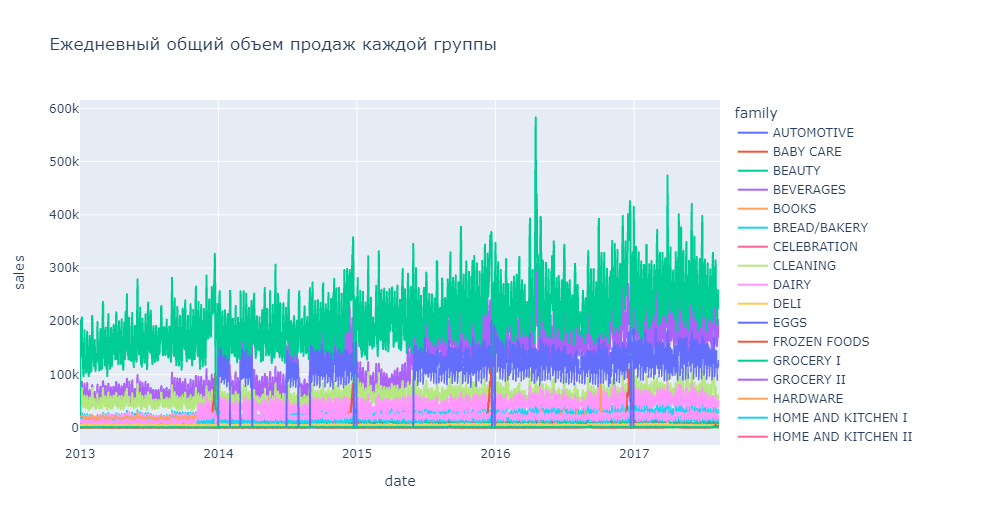 Ежедневный общий объем продаж каждой группы
600k
500k
400k
300k
200k
100k
0
sales
2013
2014
2015
2016
2017
date
family
AUTOMOTIVE
BABY CARE
BEAUTY
BEVERAGES
BOOKS
BREAD/BAKERY
CELEBRATION
CLEANING
DAIRY
DELI
EGGS
FROZEN FOODS
GROCERY I
GROCERY II
HARDWARE
HOME AND KITCHEN I
HOME AND KITCHEN II